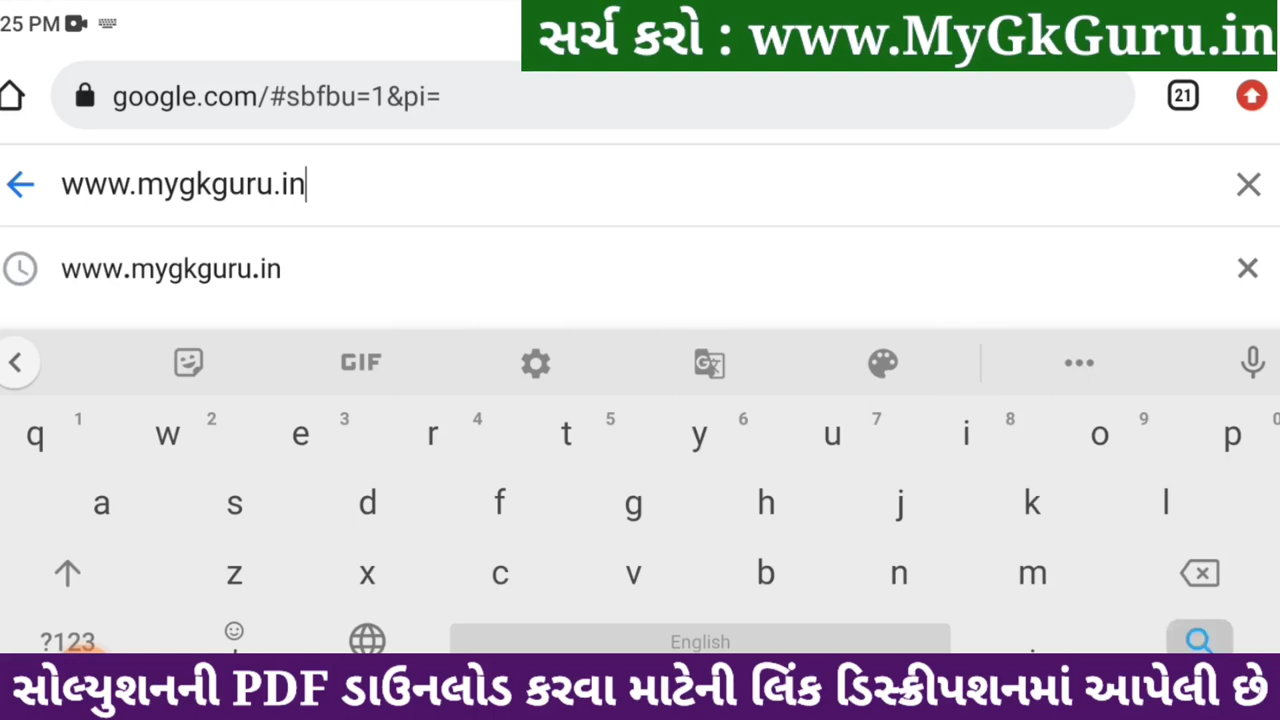 25 PM
સર્ચ કરો : www.MyGkGuru.in
google.com/#sbfbu=1&pi=
21
www.mygkguru.in
www.mygkguru.in
GIF
q 1 w 2 e 3 r 4 t 5 y 6 u 7 i 8 o 9 p 0
a s d f g h j k l
z x c v b n m
?123 English
સોલ્યુશનની PDF ડાઉનલોડ કરવા માટેની લિંક ડિસ્ક્રીપશનમાં આપેલી છે